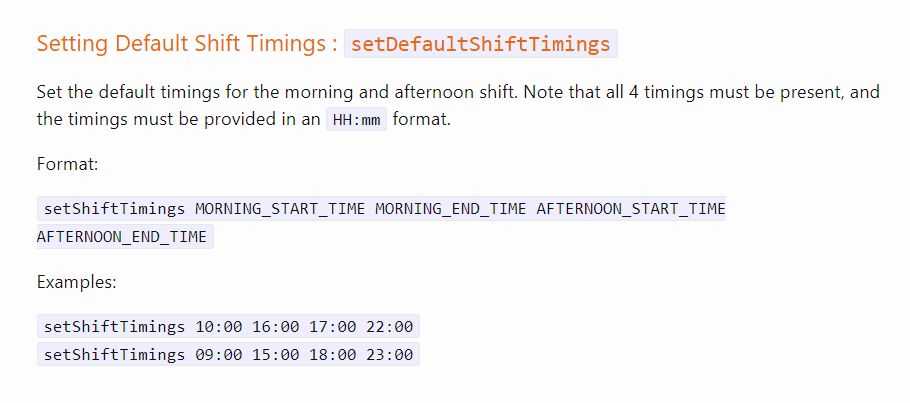 Setting Default Shift Timings : setDefaultShiftTimings
Set the default timings for the morning and afternoon shift. Note that all 4 timings must be present, and
the timings must be provided in an HH:mm format.
Format:
setShiftTimings MORNING_START_TIME MORNING_END_TIME AFTERNOON_START_TIME
AFTERNOON_END_TIME
Examples:
setShiftTimings 10:00 16:00 17:00 22:00
setShiftTimings 09:00 15:00 18:00 23:00